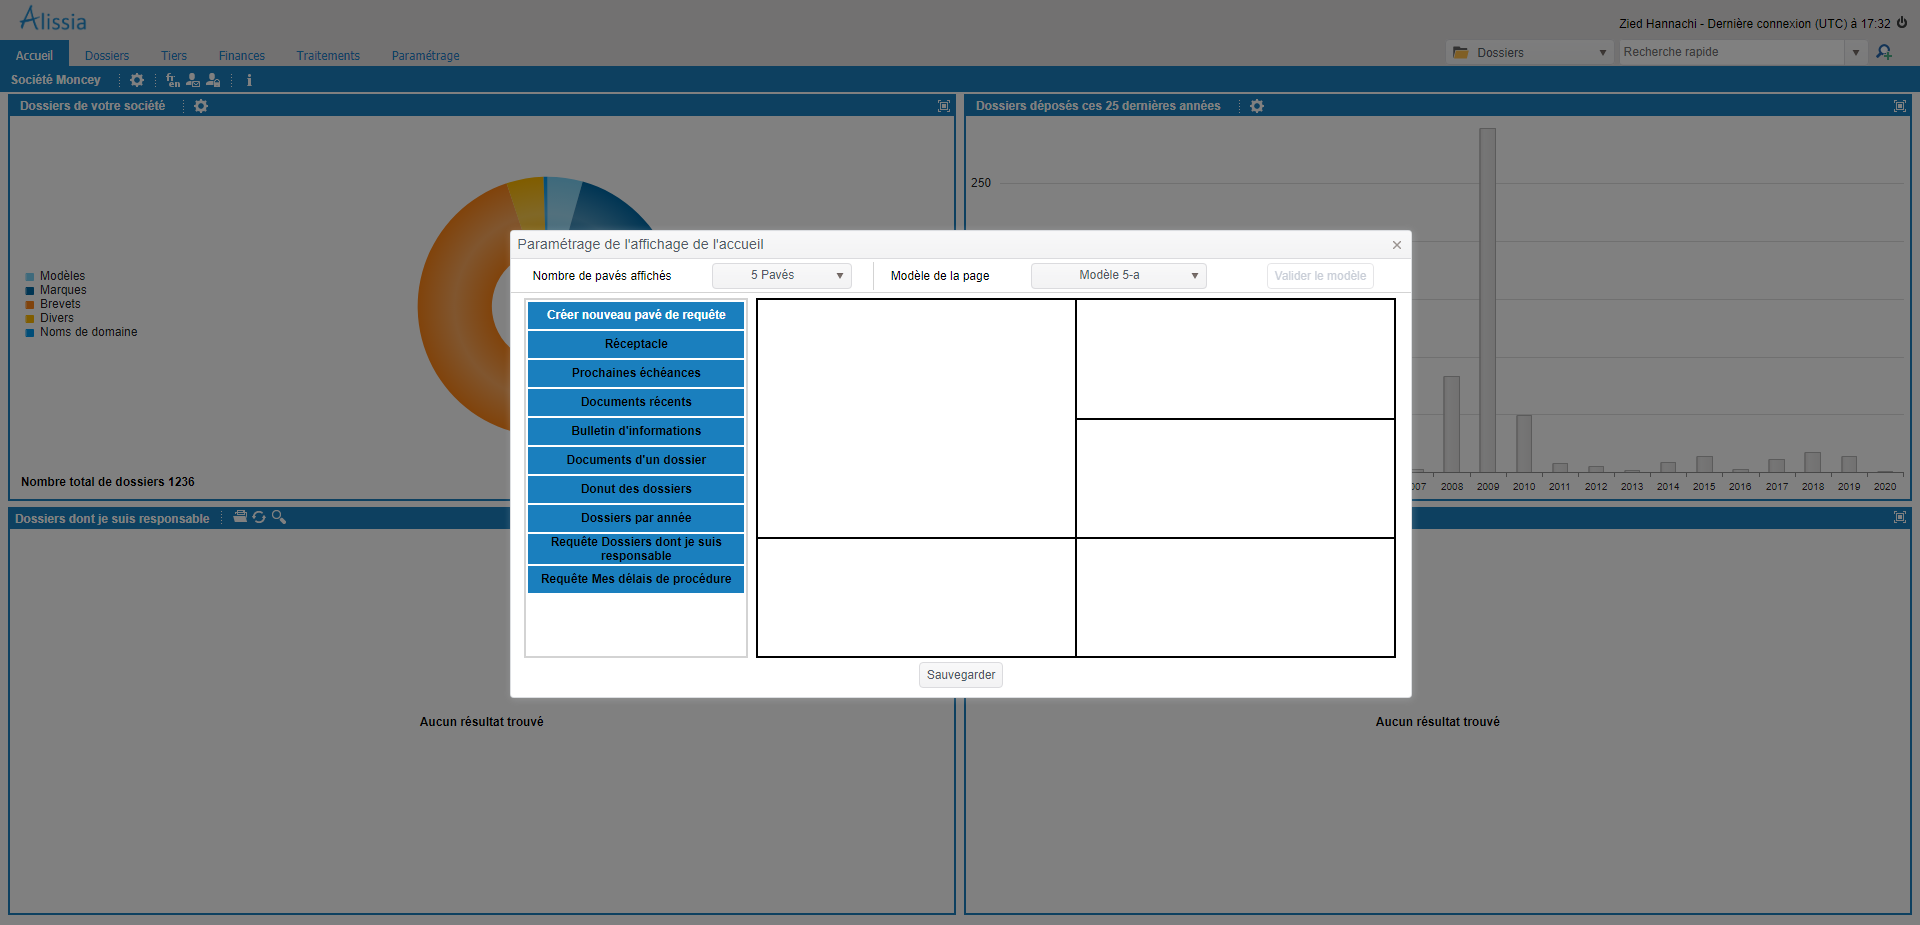 Alissia
Zied Hannachi - Dernière connexion (UTC) à 17:32
Accueil
Dossiers
Tiers
Finances
Traitements
Paramétrage
Dossiers
Recherche rapide
Société Moncey
fr
en
Dossiers de votre société
Dossiers déposés ces 25 dernières années
Modèles
Marques
Brevets
Divers
Noms de domaine
Nombre total de dossiers 1236
250
07 2008 2009 2010 2011 2012 2013 2014 2015 2016 2017 2018 2019 2020
Paramétrage de l'affichage de l'accueil
Nombre de pavés affichés
5 Pavés
Modèle de la page
Modèle 5-a
Valider le modèle
Créer nouveau pavé de requête
Réceptacle
Prochaines échéances
Documents récents
Bulletin d'informations
Documents d'un dossier
Donut des dossiers
Dossiers par année
Requête Dossiers dont je suis
responsable
Requête Mes délais de procédure
Sauvegarder
Dossiers dont je suis responsable
Aucun résultat trouvé
Aucun résultat trouvé